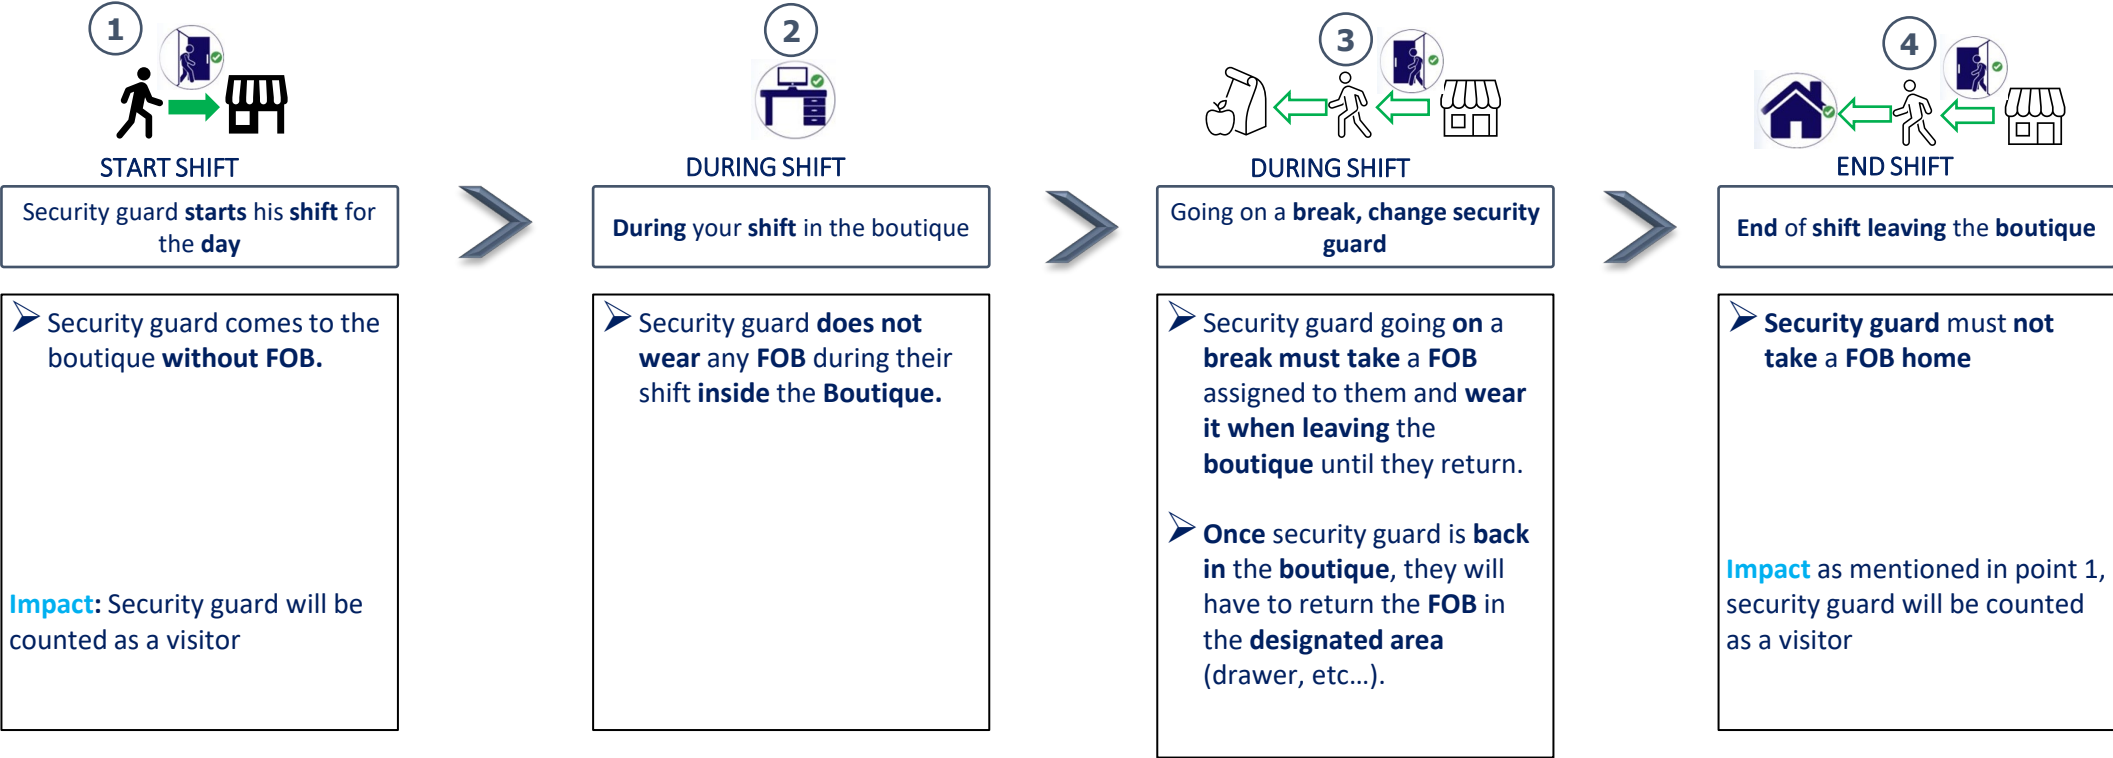 1
START SHIFT
Security guard starts his shift for
the day
➢ Security guard comes to the
boutique without FOB.
Impact: Security guard will be
counted as a visitor
2
DURING SHIFT
During your shift in the boutique
➢ Security guard does not
wear any FOB during their
shift inside the Boutique.
3
DURING SHIFT
Going on a break, change security
guard
➢ Security guard going on a
break must take a FOB
assigned to them and wear
it when leaving the
boutique until they return.
➢ Once security guard is back
in the boutique, they will
have to return the FOB in
the designated area
(drawer, etc…).
4
END SHIFT
End of shift leaving the boutique
➢ Security guard must not
take a FOB home
Impact as mentioned in point 1,
security guard will be counted
as a visitor